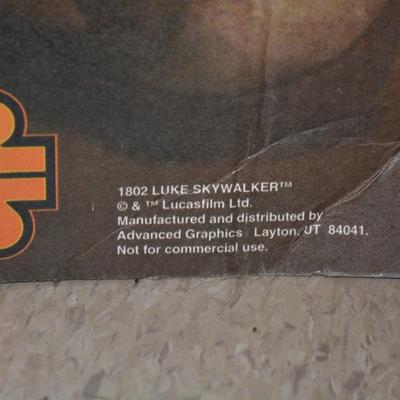 1802 LUKE SKYWALKER™
© & ™ Lucasfilm Ltd.
Manufactured and distributed by
Advanced Graphics Layton, UT 84041.
Not for commercial use.